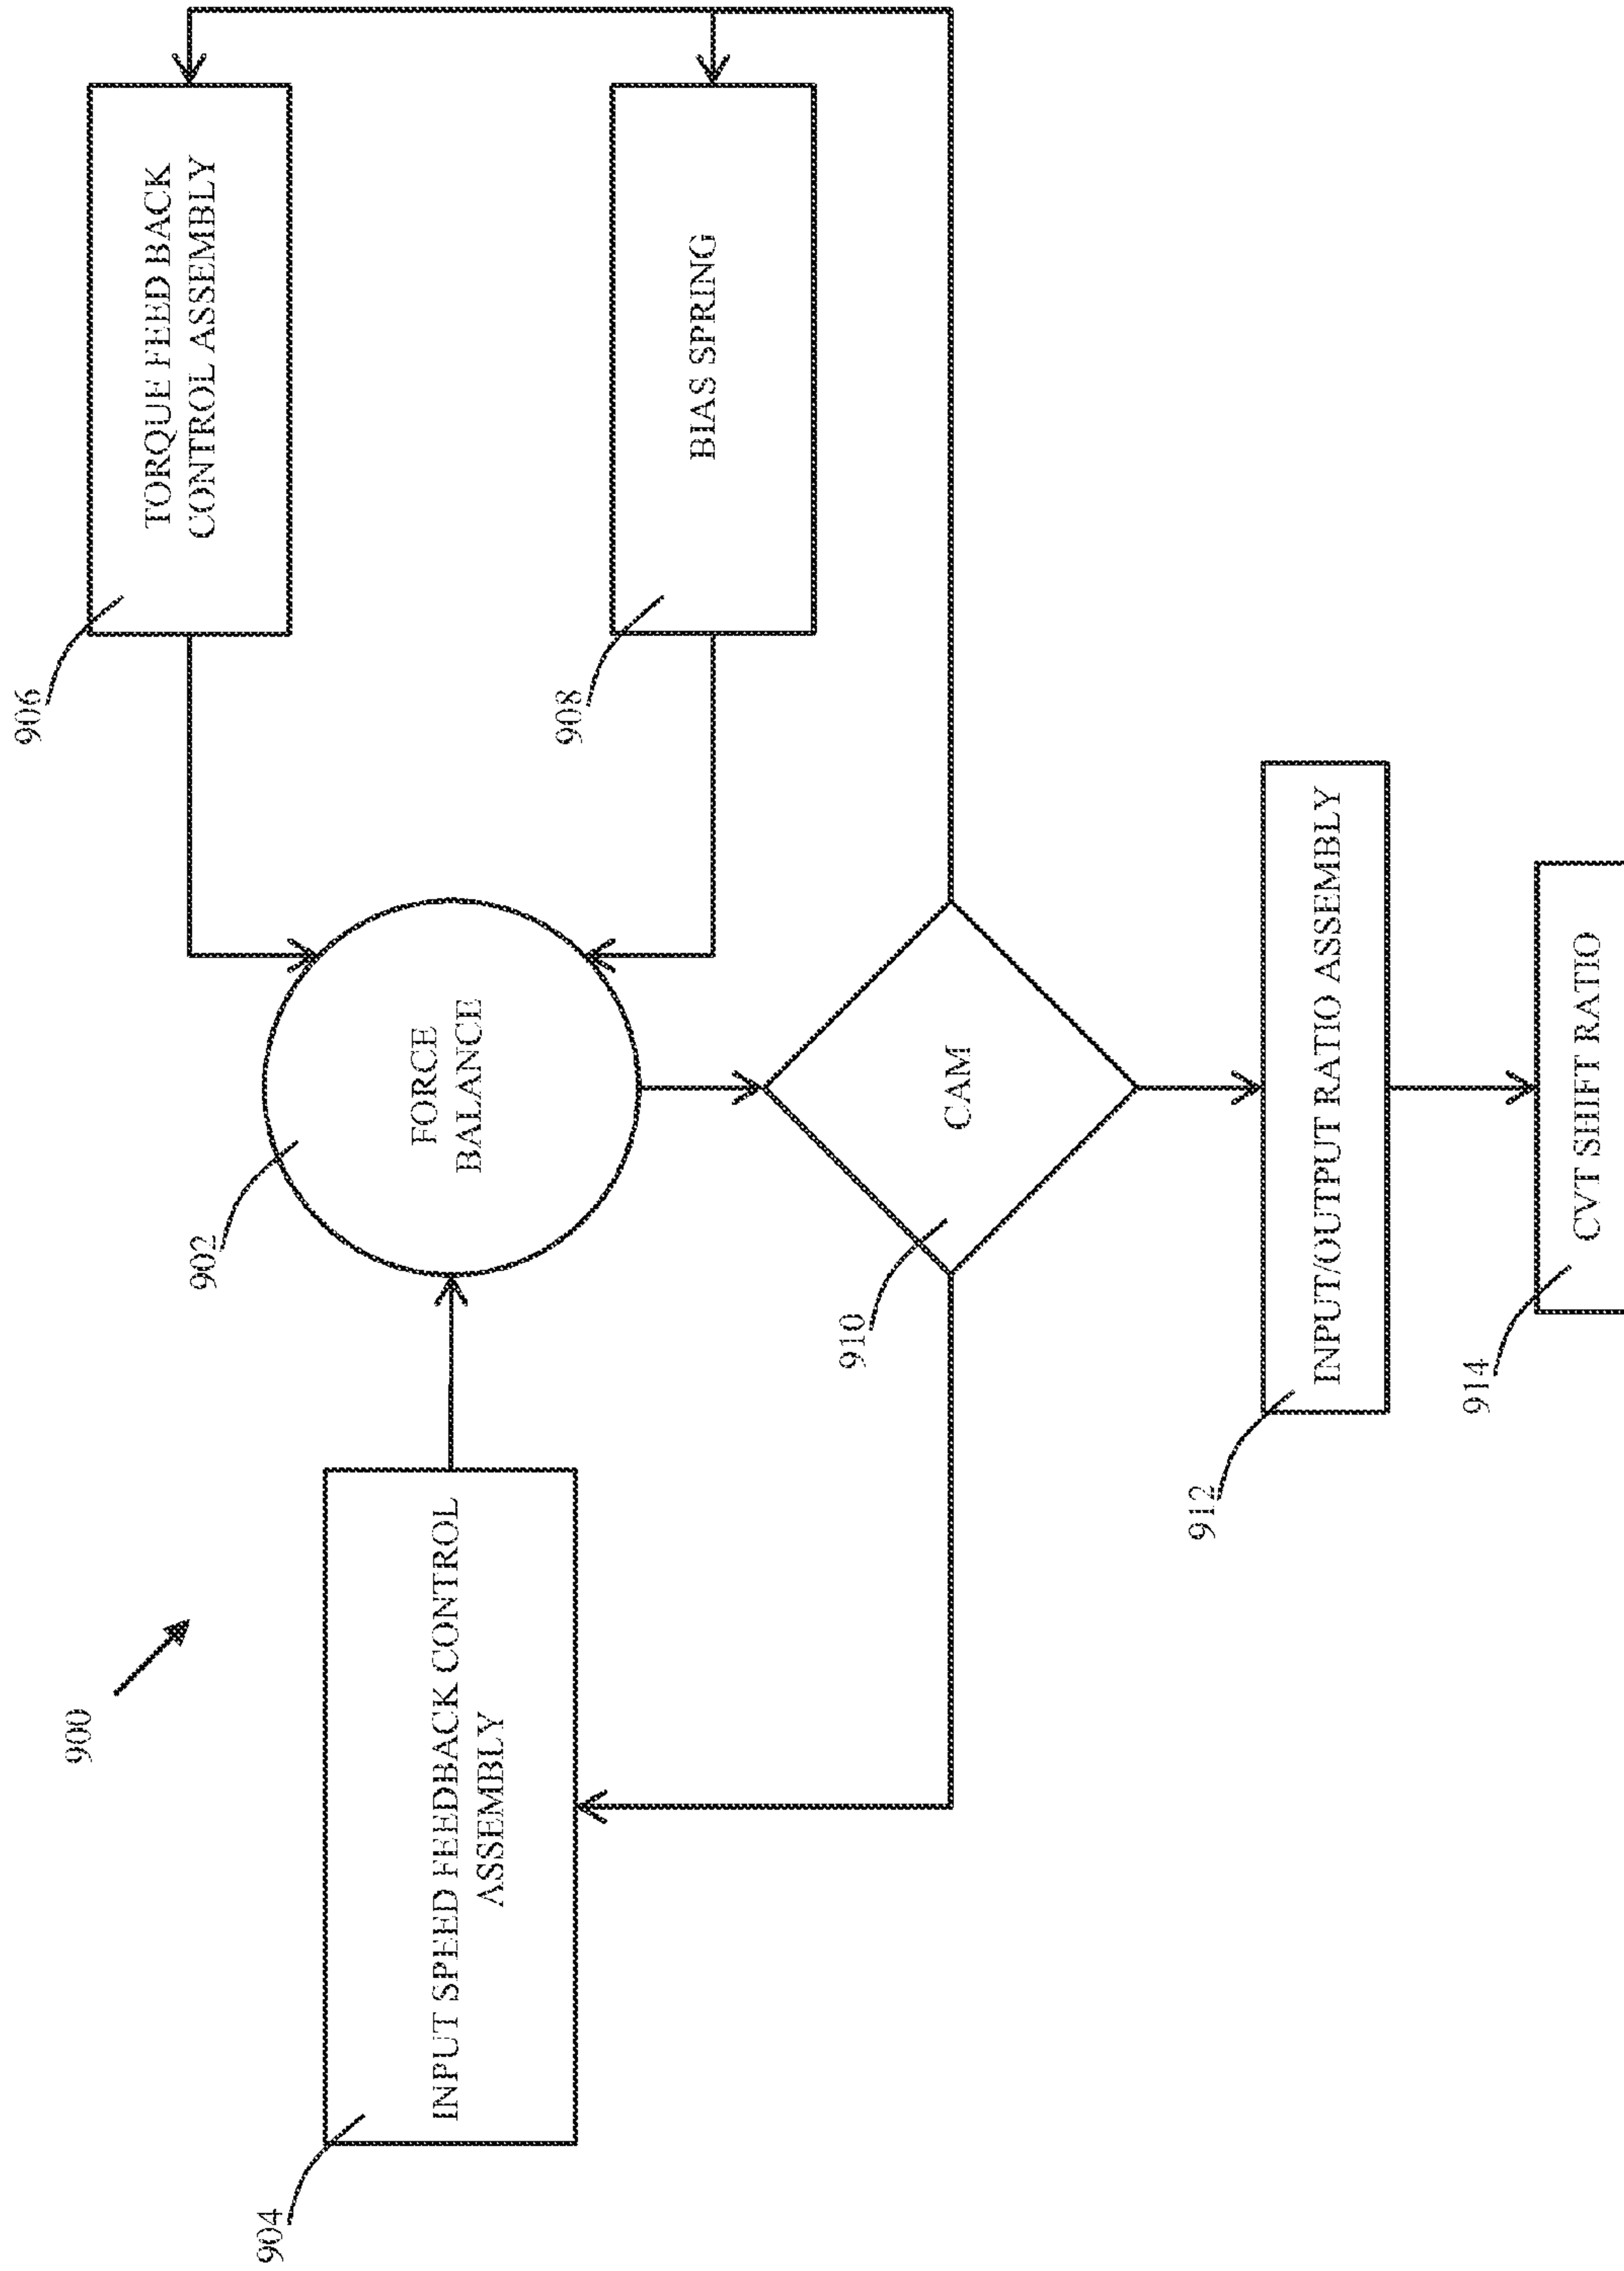 900
904
INPUT SPEED FEEDBACK CONTROL
ASSEMBLY
902
FORCE
BALANCE
906
TORQUE FEED BACK
CONTROL ASSEMBLY
908
BIAS SPRING
910
CAM
912
INPUT/OUTPUT RATIO ASSEMBLY
914
CVT SHIFT RATIO